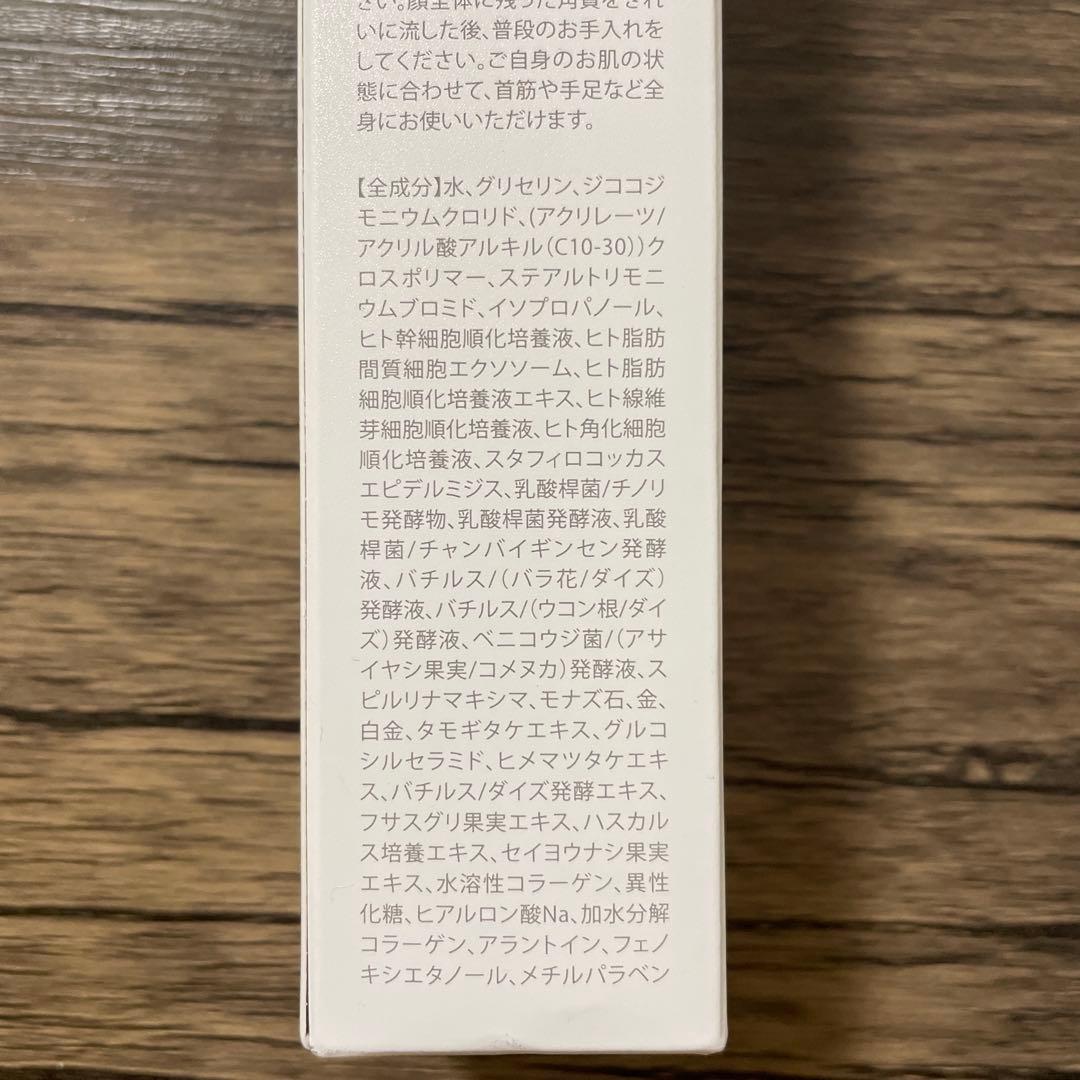 さい。顔全体に残った角質をきれ
いに流した後、普段のお手入れを
してください。ご自身のお肌の状
態に合わせて、首筋や手足など全
身にお使いいただけます。
【全成分】水、グリセリン、ジココジ
モニウムクロリド、(アクリレーツ/
アクリル酸アルキル(C10-30))ク
ロスポリマー、ステアルトリモニ
ウムブロミド、イソプロパノール、
ヒト幹細胞順化培養液、ヒト脂肪
間質細胞エクソソーム、ヒト脂肪
細胞順化培養液エキス、ヒト線維
芽細胞順化培養液、ヒト角化細胞
順化培養液、スタフィロコッカス
エピデルミジス、乳酸桿菌/チノリ
モ発酵物、乳酸桿菌発酵液、乳酸
桿菌/チャンバイギンセン発酵
液、バチルス/(バラ花/ダイズ)
発酵液、バチルス/(ウコン根/ダイ
ズ)発酵液、ベニコウジ菌/(アサ
イヤシ果実/コメヌカ)発酵液、ス
ピルリナマキシマ、モナズ石、金、
白金、タモギタケエキス、グルコ
シルセラミド、ヒメマツタケエキ
ス、バチルス/ダイズ発酵エキス、
フサスグリ果実エキス、ハスカル
ス培養エキス、セイヨウナシ果実
エキス、水溶性コラーゲン、異性
化糖、ヒアルロン酸Na、加水分解
コラーゲン、アラントイン、フェノ
キシエタノール、メチルパラベン